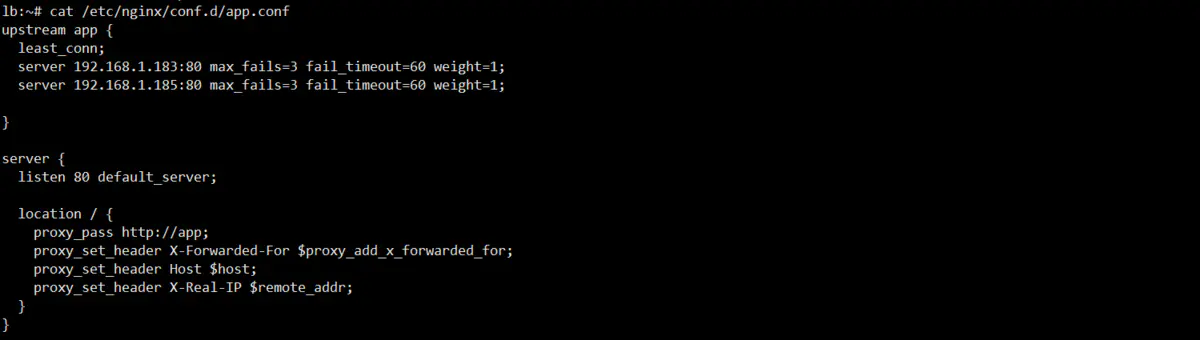 lb:~# cat /etc/nginx/conf.d/app.conf
upstream app {
  least_conn;
  server 192.168.1.183:80 max_fails=3 fail_timeout=60 weight=1;
  server 192.168.1.185:80 max_fails=3 fail_timeout=60 weight=1;

}

server {
  listen 80 default_server;

  location / {
    proxy_pass http://app;
    proxy_set_header X-Forwarded-For $proxy_add_x_forwarded_for;
    proxy_set_header Host $host;
    proxy_set_header X-Real-IP $remote_addr;
  }
}